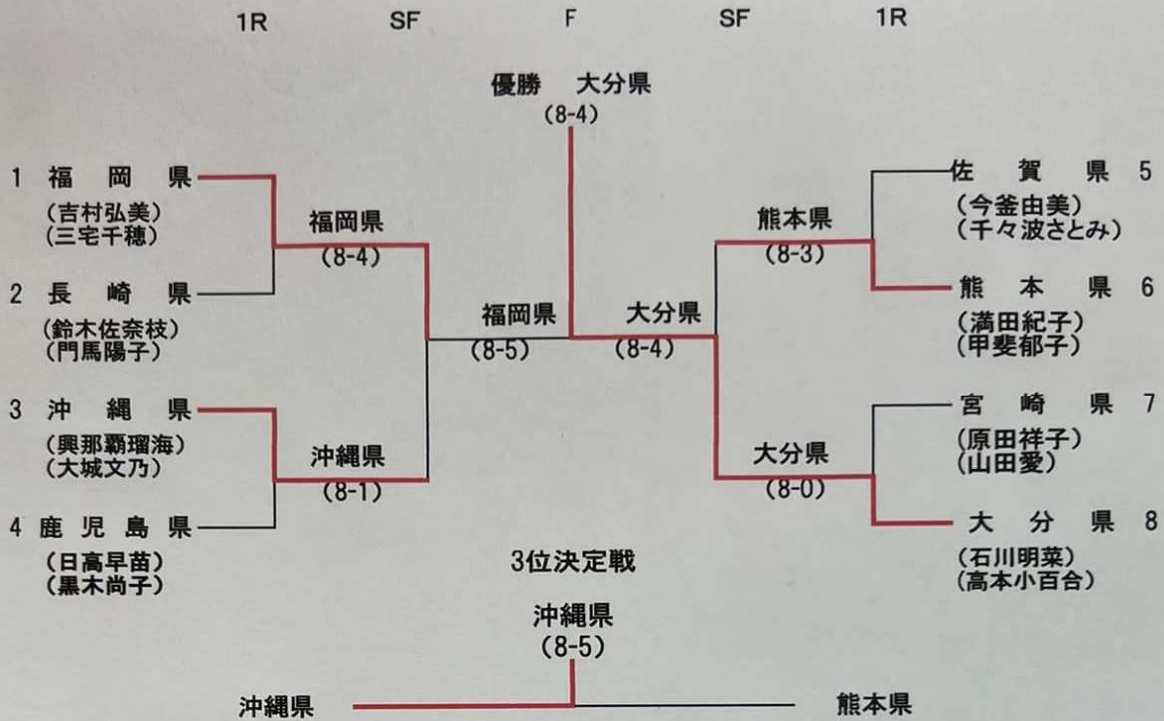 1R SF F SF 1R
優勝 大分県
(8-4)
1 福岡県
(吉村弘美)
(三宅千穂)
福岡県
(8-4)
2 長崎県
(鈴木佐奈枝)
(門馬陽子)
福岡県
(8-5)
3 沖縄県
(興那覇瑠海)
(大城文乃)
沖縄県
(8-1)
4 鹿児島県
(日高早苗)
(黒木尚子)
佐賀県 5
(今釜由美)
(千々波さとみ)
熊本県
(8-3)
熊本県 6
(満田紀子)
(甲斐郁子)
大分県
(8-4)
宮崎県 7
(原田祥子)
(山田愛)
大分県
(8-0)
大分県 8
(石川明菜)
(高本小百合)
3位決定戦
沖縄県
(8-5)
沖縄県 熊本県